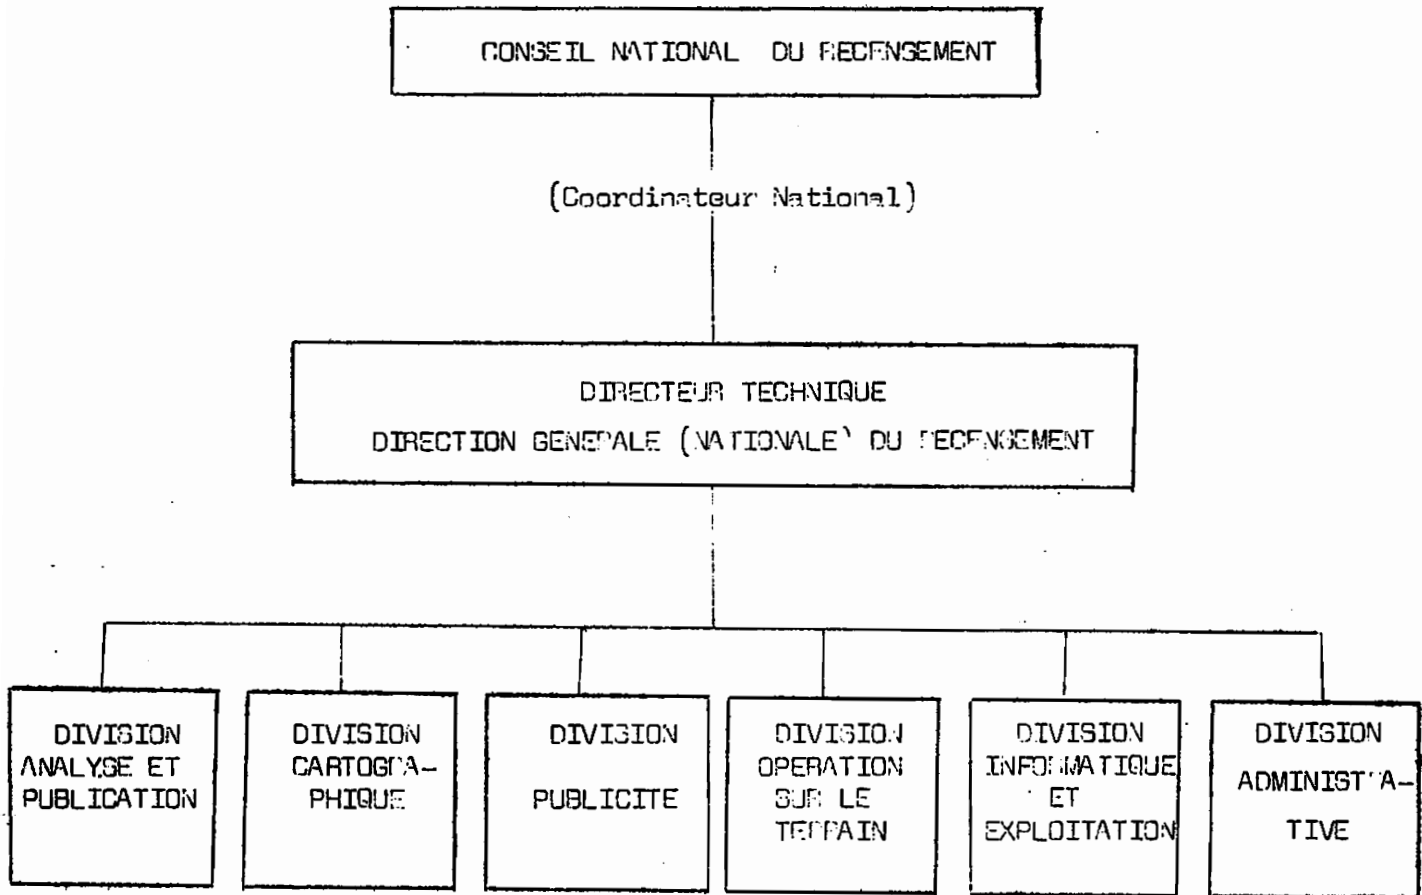 CONSEIL NATIONAL DU RECENSEMENT
(Coordinateur National)
DIRECTEUR TECHNIQUE
DIRECTION GENERALE (NATIONALE) DU RECENSEMENT
DIVISION
ANALYSE ET
PUBLICATION
DIVISION
CARTOGRA-
PHIQUE
DIVISION
PUBLICITE
DIVISION
OPERATION
SUR LE
TERRAIN
DIVISION
INFORMATIQUE
ET
EXPLOITATION
DIVISION
ADMINISTRA-
TIVE